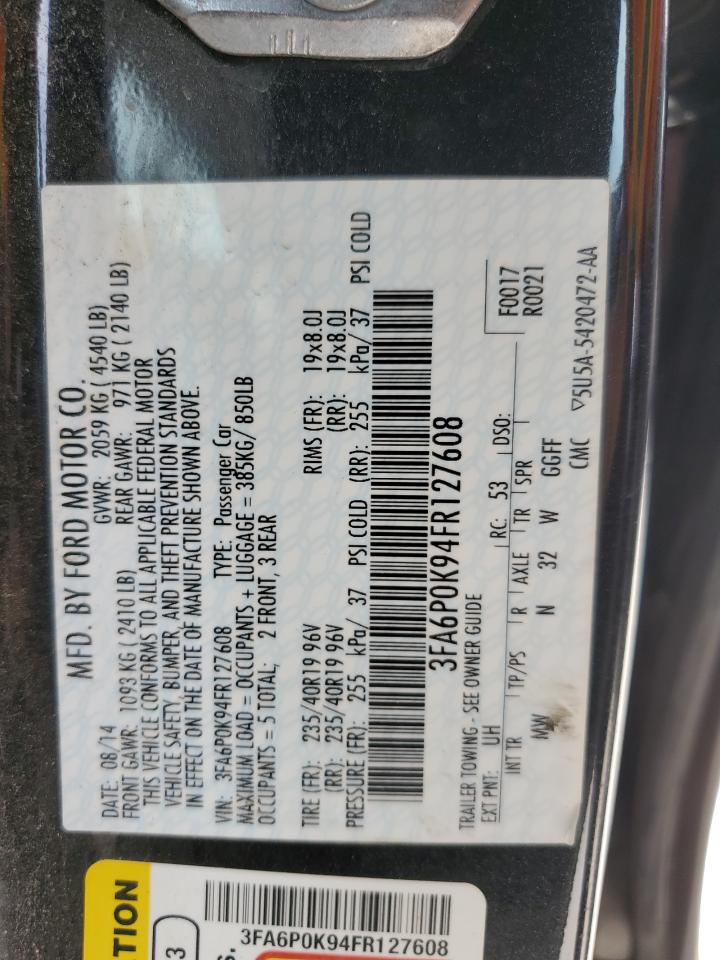 MFD. BY FORD MOTOR CO.
DATE: 08/14 GVWR: 2059 KG ( 4540 LB)
FRONT GAWR: 1093 KG ( 2410 LB) REAR GAWR: 971 KG ( 2140 LB)
THIS VEHICLE CONFORMS TO ALL APPLICABLE FEDERAL MOTOR
VEHICLE SAFETY, BUMPER, AND THEFT PREVENTION STANDARDS
IN EFFECT ON THE DATE OF MANUFACTURE SHOWN ABOVE.
VIN: 3FA6P0K94FR127608 TYPE: Passenger Car
MAXIMUM LOAD = OCCUPANTS + LUGGAGE = 385KG/ 850LB
OCCUPANTS = 5 TOTAL; 2 FRONT, 3 REAR
TIRE (FR): 235/40R19 96V RIMS (FR): 19x8.0J
(RR): 235/40R19 96V (RR): 19x8.0J
PRESSURE (FR): 255 kPa/ 37 PSI COLD (RR): 255 kPa/ 37 PSI COLD
3FA6P0K94FR127608
TRAILER TOWING - SEE OWNER GUIDE F0017
EXT PNT: UH RC: 53 DSO: R0021
INT TR TP/PS R AXLE TR SPR
MW N 32 W GGFF
CMC ▽5U5A-5420472-AA
TION
3
S.
3FA6P0K94FR127608